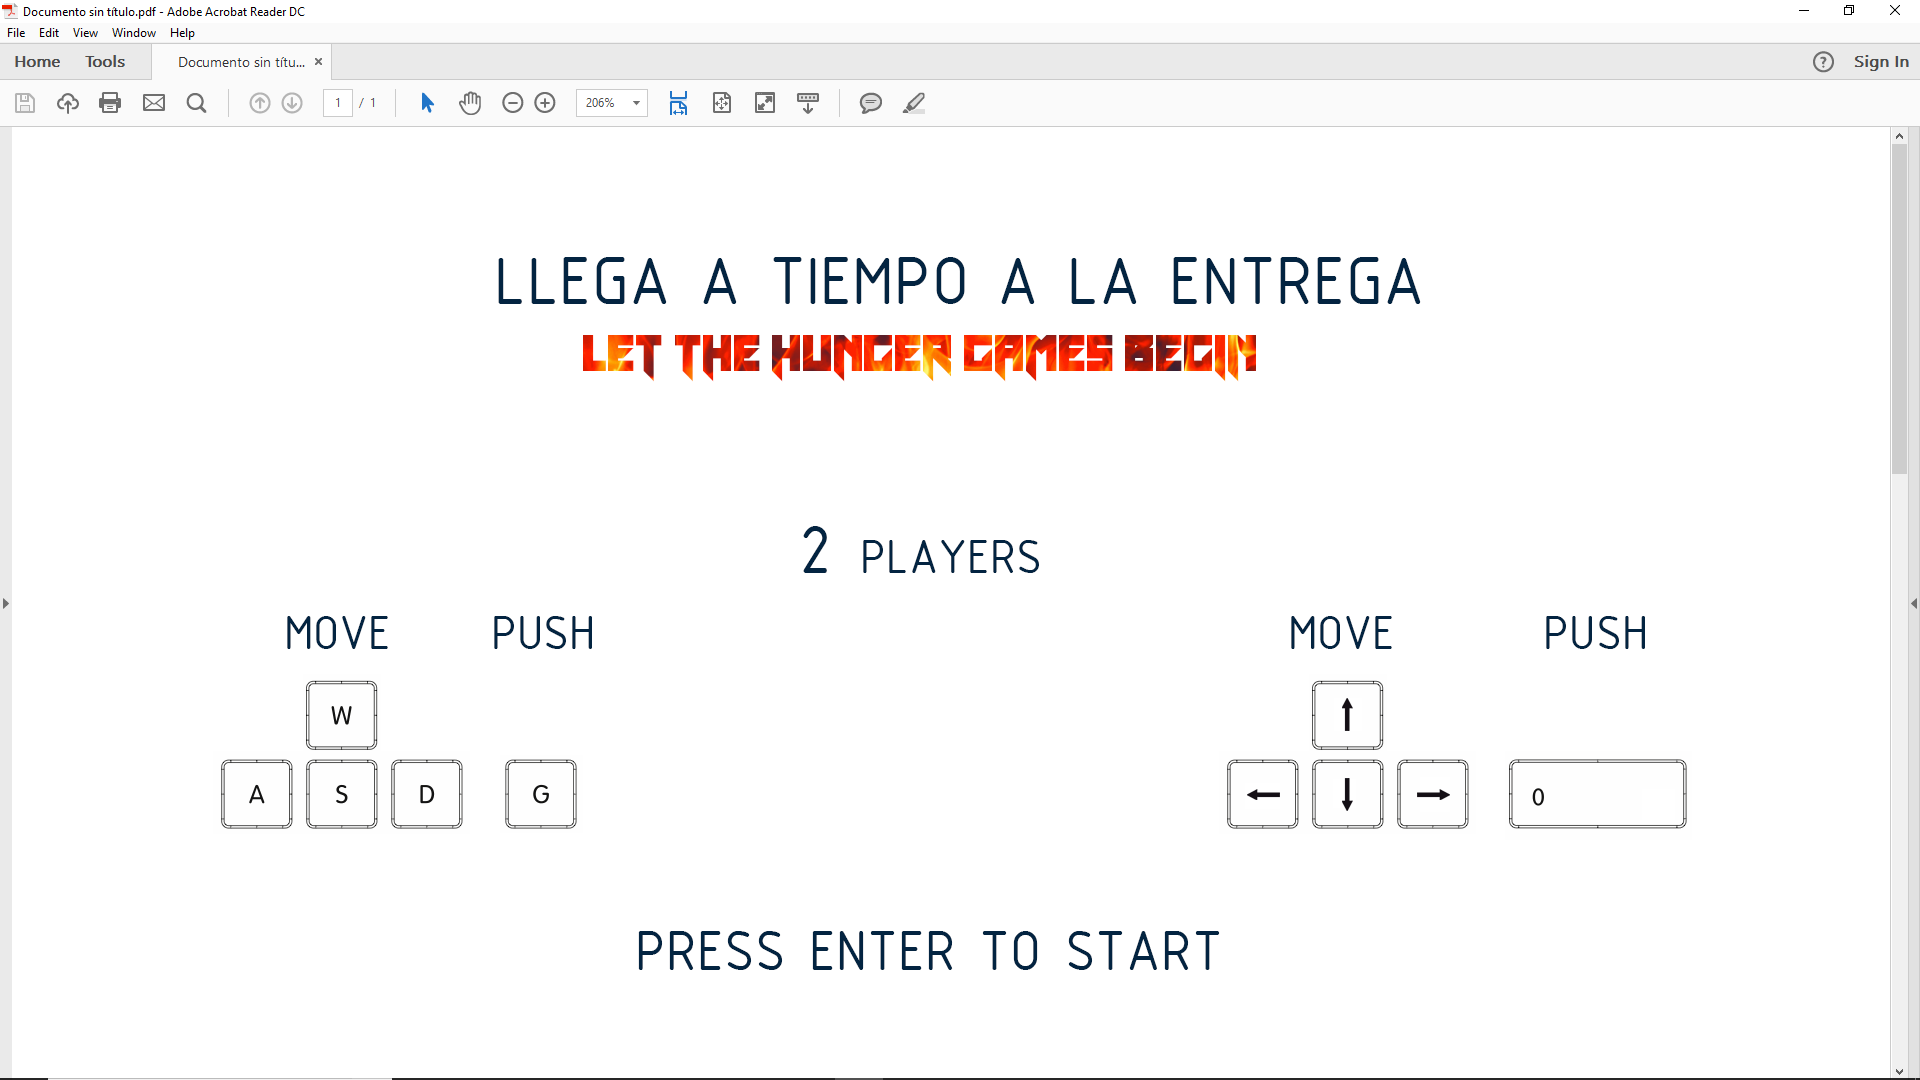 Documento sin título.pdf - Adobe Acrobat Reader DC
File Edit View Window Help
Home Tools Documento sin títu... Sign In
1 / 1 206%
LLEGA A TIEMPO A LA ENTREGA
LET THE HUNGER GAMES BEGIN
2 PLAYERS
MOVE PUSH MOVE PUSH
W
A S D G 0
PRESS ENTER TO START